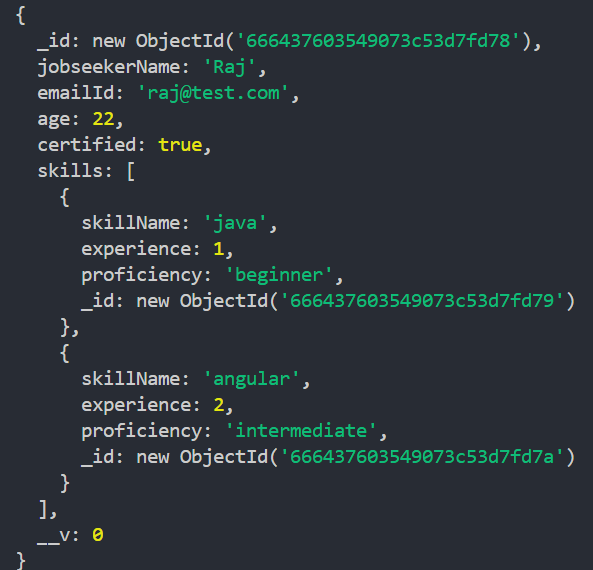 {
  _id: new ObjectId('666437603549073c53d7fd78'),
  jobseekerName: 'Raj',
  emailId: 'raj@test.com',
  age: 22,
  certified: true,
  skills: [
    {
      skillName: 'java',
      experience: 1,
      proficiency: 'beginner',
      _id: new ObjectId('666437603549073c53d7fd79')
    },
    {
      skillName: 'angular',
      experience: 2,
      proficiency: 'intermediate',
      _id: new ObjectId('666437603549073c53d7fd7a')
    }
  ],
  __v: 0
}